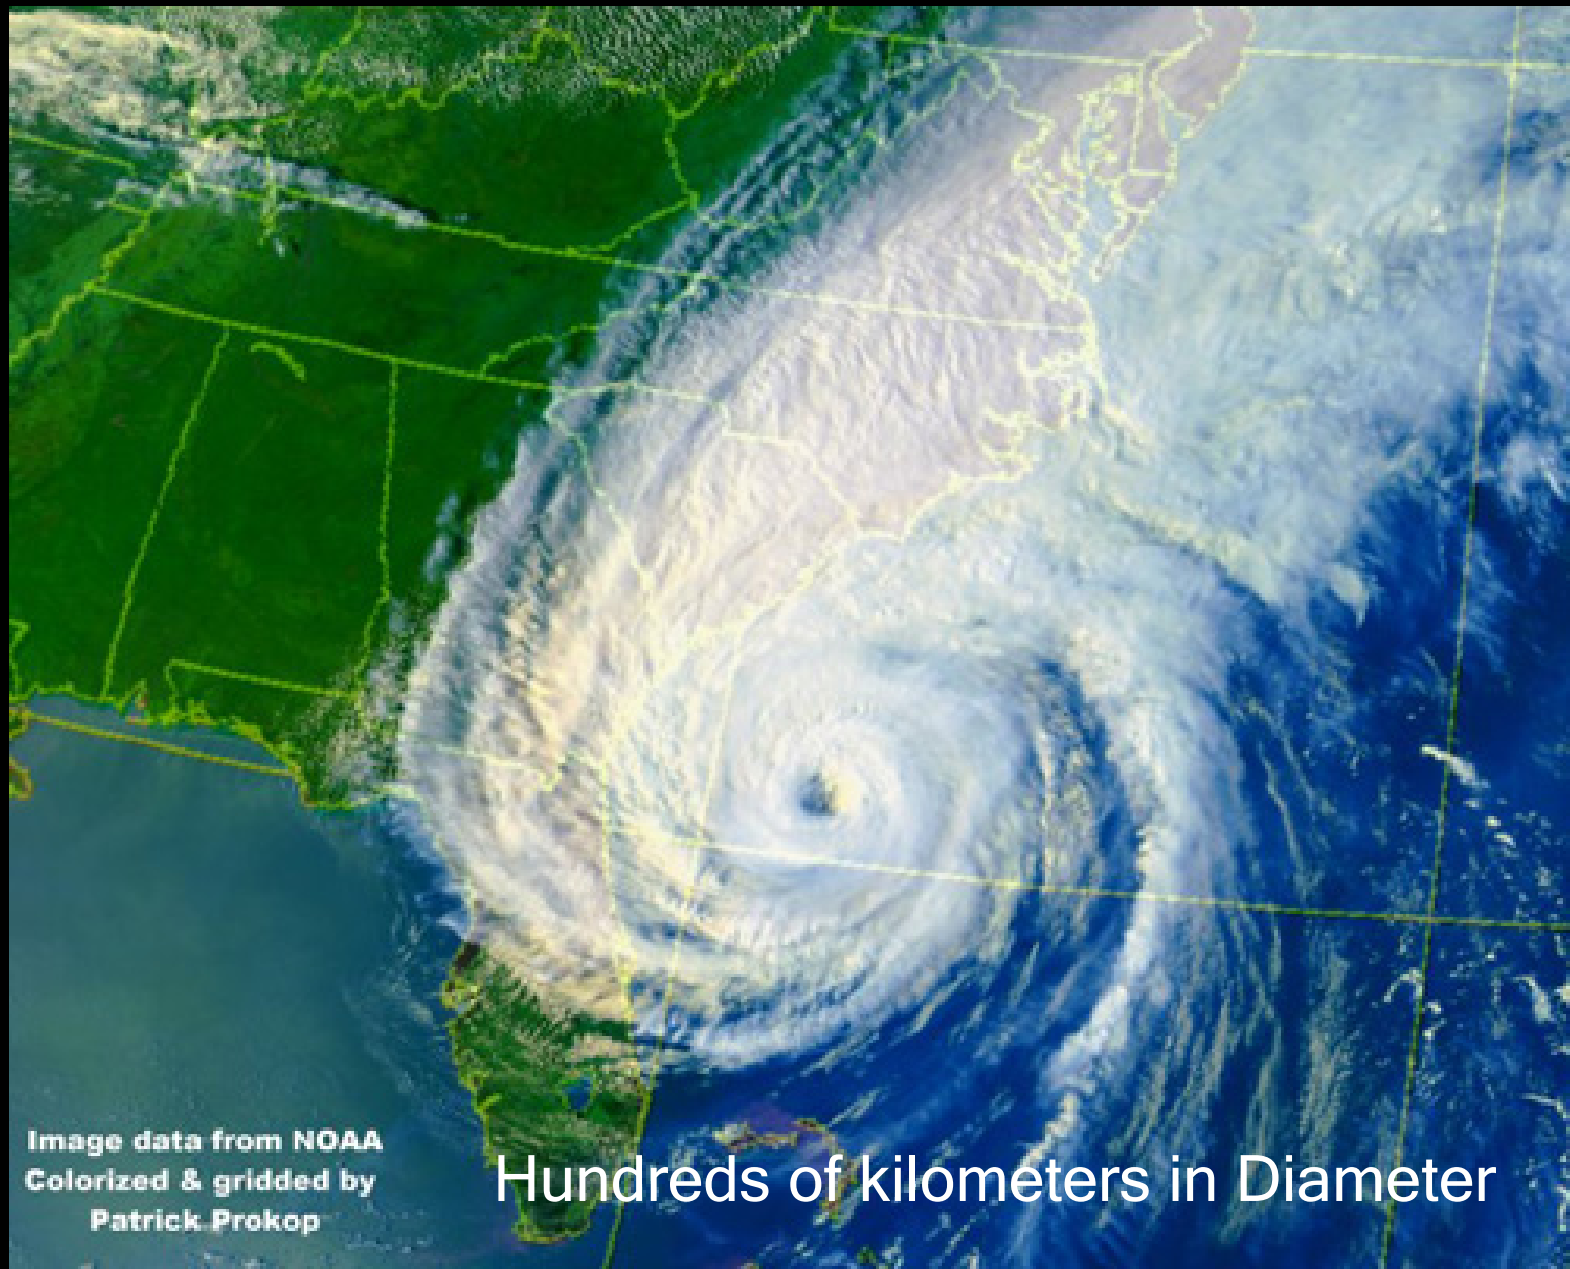 Image data from NOAA
Colorized & gridded by
Patrick Prokop
Hundreds of kilometers in Diameter